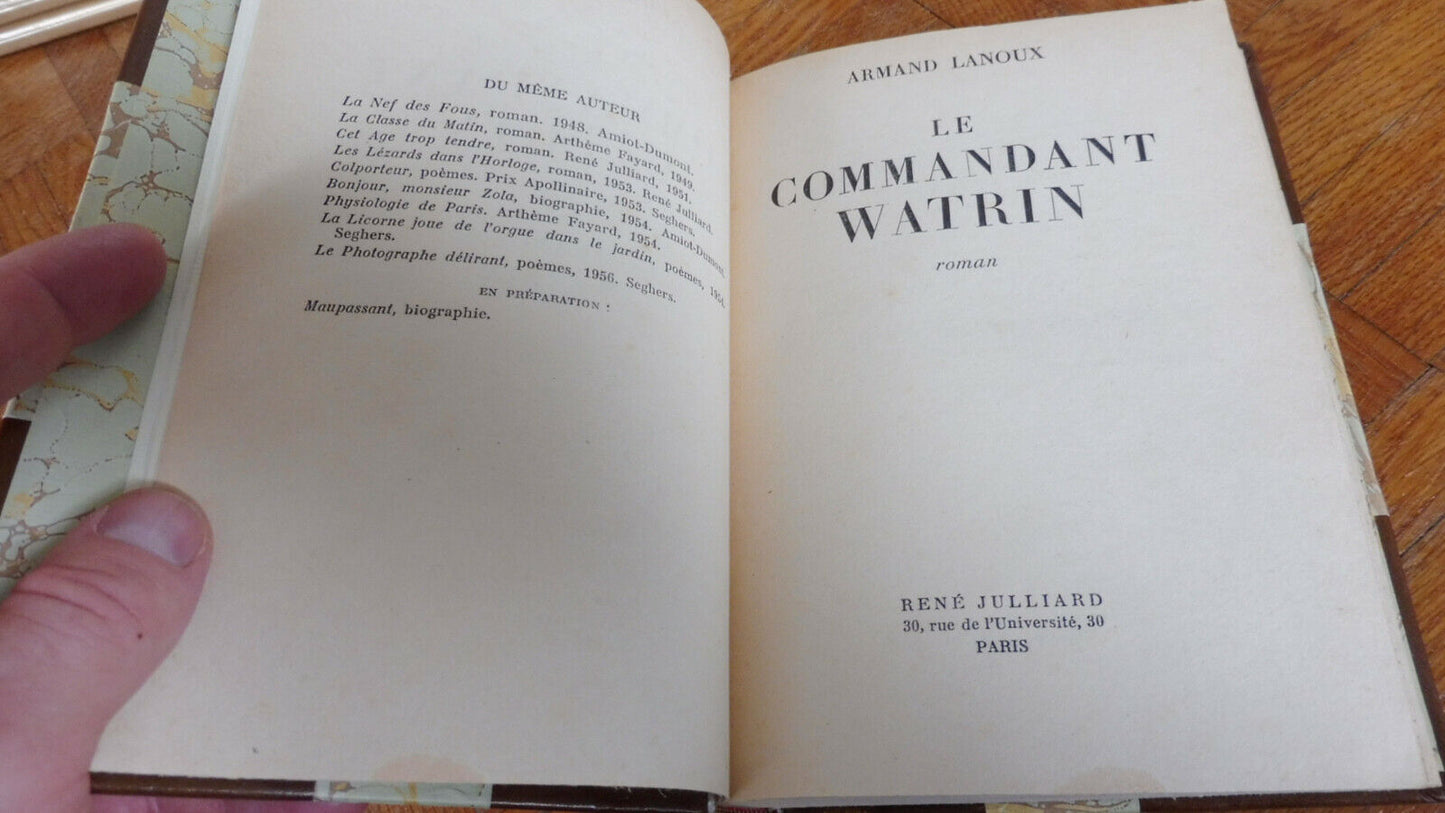 DU MÊME AUTEUR
La Nef des Fous, roman. 1948. Amiot-Dumont.
La Classe du Matin, roman. Arthème Fayard, 1949.
Cet Age trop tendre, roman. René Julliard, 1951.
Les Lézards dans l'Horloge, roman, 1953. René Julliard.
Colporteur, poèmes. Prix Apollinaire, 1953. Seghers.
Bonjour, monsieur Zola, biographie, 1954. Amiot-Dumont.
Physiologie de Paris. Arthème Fayard, 1954.
La Licorne joue de l'orgue dans le jardin, poèmes, 1954.
Seghers.
Le Photographe délirant, poèmes, 1956. Seghers.
EN PRÉPARATION :
Maupassant, biographie.
ARMAND LANOUX
LE
COMMANDANT
WATRIN
roman
RENÉ JULLIARD
30, rue de l'Université, 30
PARIS